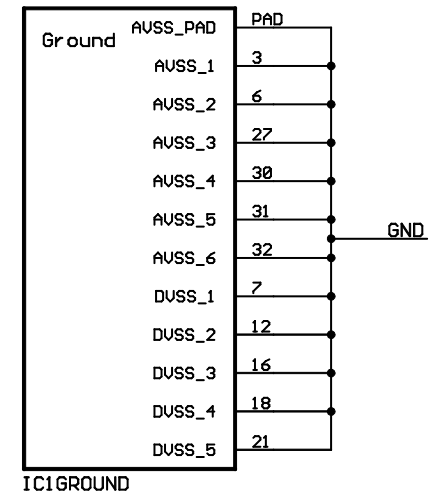 Ground AVSS_PAD PAD
AVSS_1 3
AVSS_2 6
AVSS_3 27
AVSS_4 30
AVSS_5 31
GND
AVSS_6 32
DVSS_1 7
DVSS_2 12
DVSS_3 16
DVSS_4 18
DVSS_5 21
IC1GROUND